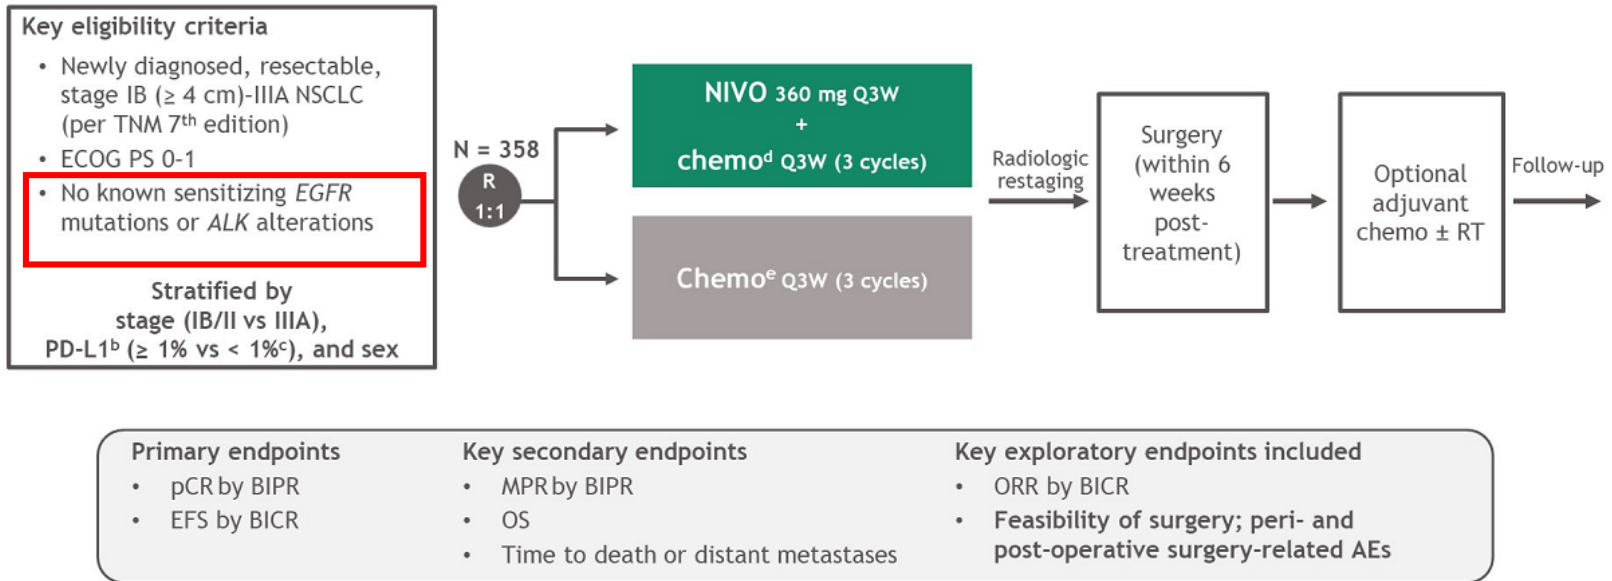 Key eligibility criteria
• Newly diagnosed, resectable,
stage IB (≥ 4 cm)-IIIA NSCLC
(per TNM 7th edition)
• ECOG PS 0-1
• No known sensitizing EGFR
mutations or ALK alterations
Stratified by
stage (IB/II vs IIIA),
PD-L1b (≥ 1% vs < 1%c), and sex
N = 358
R
1:1
NIVO 360 mg Q3W
+
chemod Q3W (3 cycles)
Chemoe Q3W (3 cycles)
Radiologic
restaging
Surgery
(within 6
weeks
post-
treatment)
Optional
adjuvant
chemo ± RT
Follow-up
Primary endpoints
• pCR by BIPR
• EFS by BICR
Key secondary endpoints
• MPR by BIPR
• OS
• Time to death or distant metastases
Key exploratory endpoints included
• ORR by BICR
• Feasibility of surgery; peri- and
post-operative surgery-related AEs